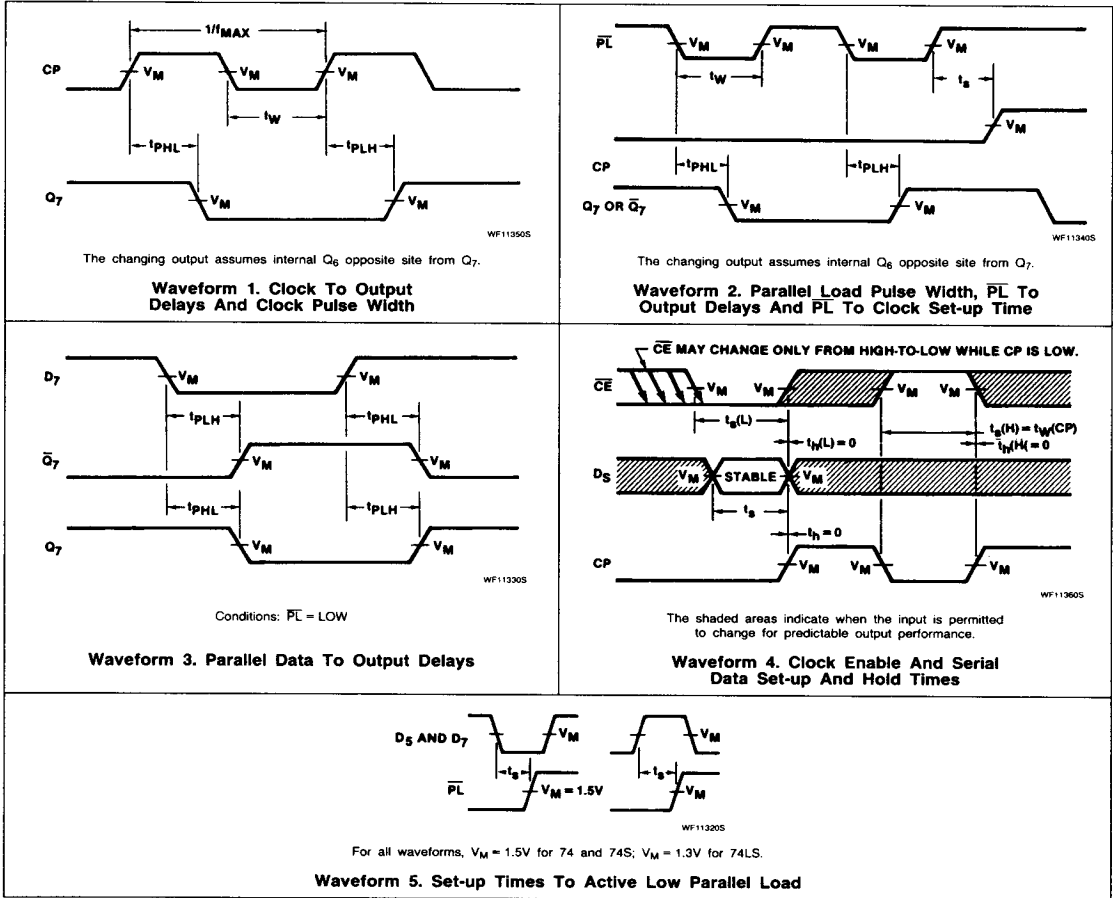 1/fMAX
CP
VM VM VM
tW
tPHL tPLH
Q7
VM VM
WF11350S
The changing output assumes internal Q6 opposite site from Q7.
Waveform 1. Clock To Output
Delays And Clock Pulse Width
P̅L̅
VM VM VM VM
tW ts
VM
CP
tPHL tPLH
Q7 OR Q̅7
VM VM
WF11340S
The changing output assumes internal Q6 opposite site from Q7.
Waveform 2. Parallel Load Pulse Width, P̅L̅ To
Output Delays And P̅L̅ To Clock Set-up Time
D7
VM VM
tPLH tPHL
Q̅7
VM VM
tPHL tPLH
Q7
VM VM
WF11330S
Conditions: P̅L̅ = LOW
Waveform 3. Parallel Data To Output Delays
C̅E̅ MAY CHANGE ONLY FROM HIGH-TO-LOW WHILE CP IS LOW.
C̅E̅
VM VM VM VM
ts(L)
ts(H) = tW(CP)
th(L) = 0
th(H( = 0
DS
VM STABLE VM
ts
th = 0
CP
VM VM VM
WF11360S
The shaded areas indicate when the input is permitted
to change for predictable output performance.
Waveform 4. Clock Enable And Serial
Data Set-up And Hold Times
D5 AND D7
VM VM
ts ts
P̅L̅
VM = 1.5V VM
WF11320S
For all waveforms, VM = 1.5V for 74 and 74S; VM = 1.3V for 74LS.
Waveform 5. Set-up Times To Active Low Parallel Load